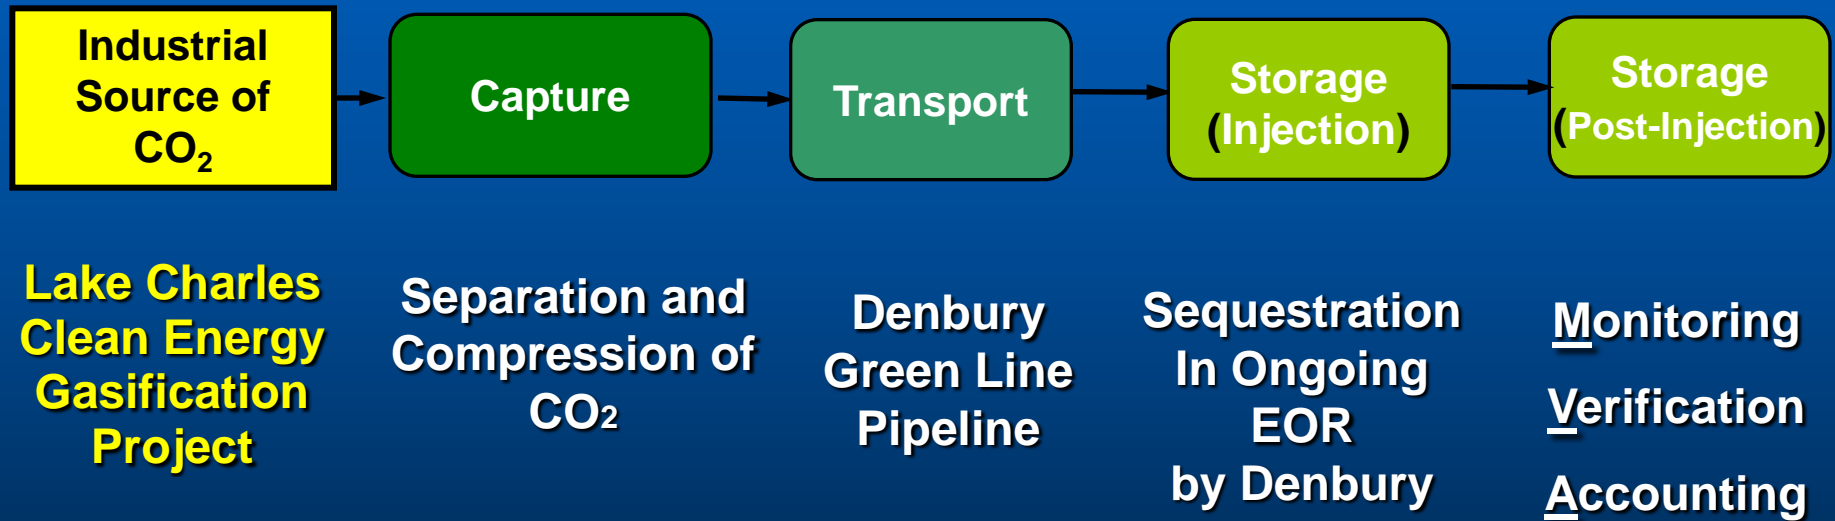 Industrial
Source of
CO₂
Capture
Transport
Storage
(Injection)
Storage
(Post-Injection)
Lake Charles
Clean Energy
Gasification
Project
Separation and
Compression of
CO₂
Denbury
Green Line
Pipeline
Sequestration
In Ongoing
EOR
by Denbury
Monitoring
Verification
Accounting